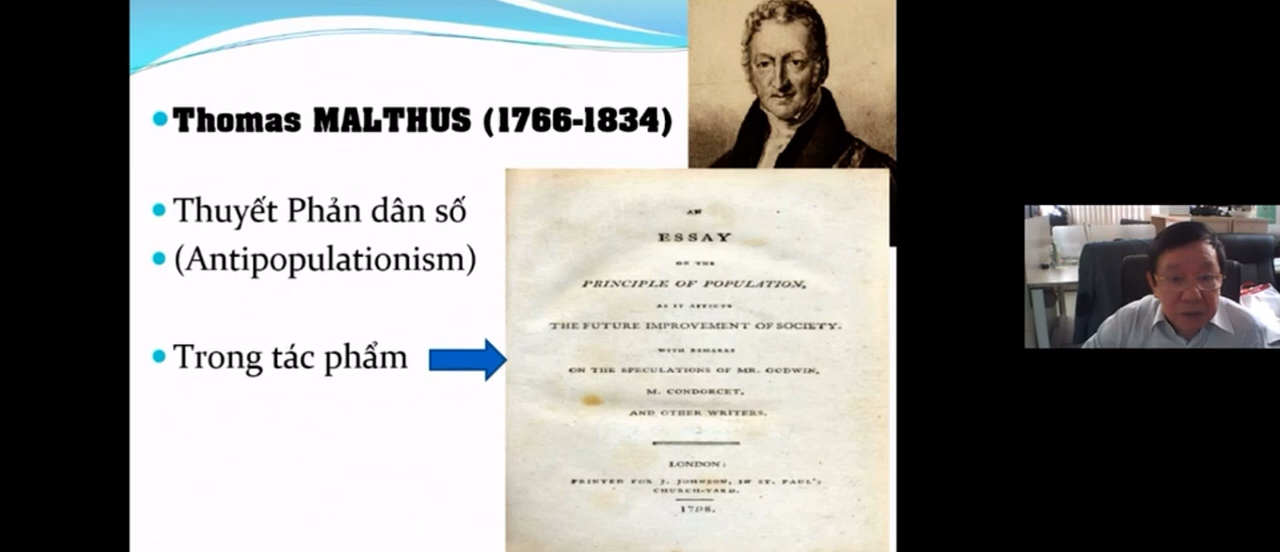 Thomas MALTHUS (1766-1834)
Thuyết Phản dân số
(Antipopulationism)
Trong tác phẩm
AN
ESSAY
ON THE
PRINCIPLE OF POPULATION,
AS IT AFFECTS
THE FUTURE IMPROVEMENT OF SOCIETY.
WITH REMARKS
ON THE SPECULATIONS OF MR. GODWIN,
M. CONDORCET,
AND OTHER WRITERS.
LONDON:
PRINTED FOR J. JOHNSON, IN ST. PAUL'S
CHURCH-YARD.
1798.